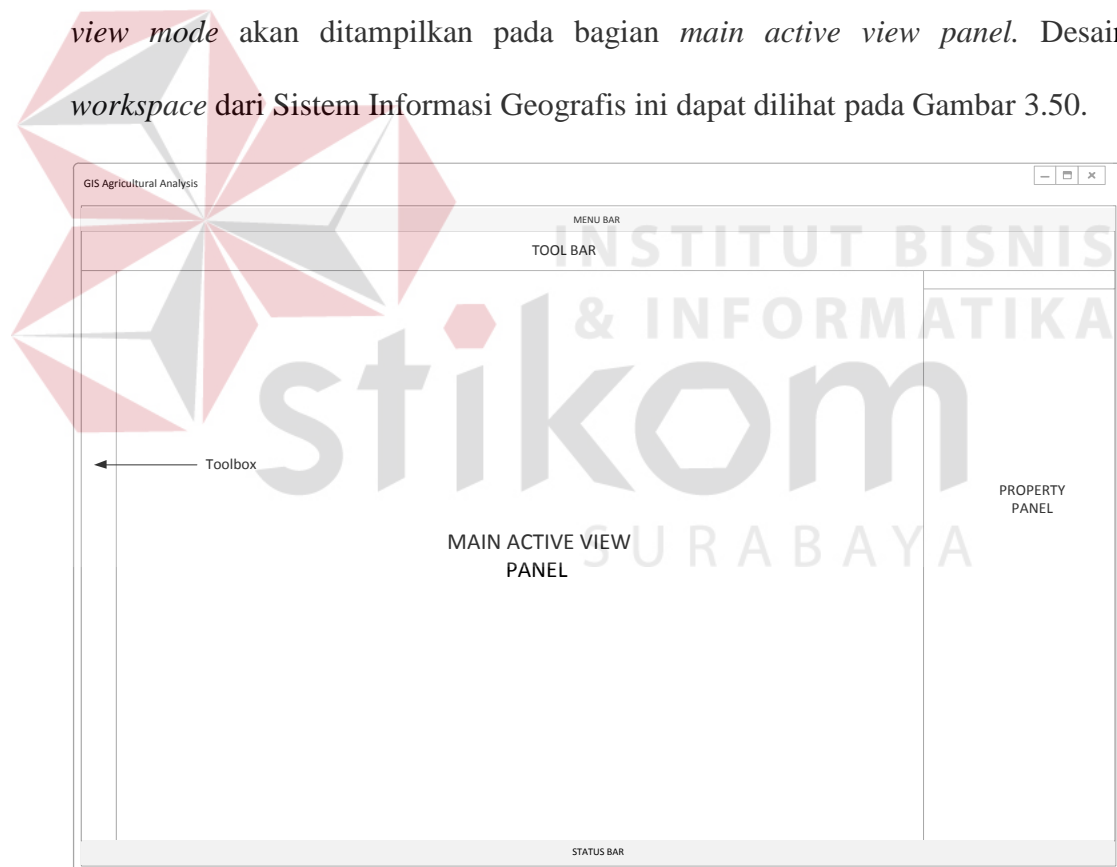 view mode akan ditampilkan pada bagian main active view panel. Desain
workspace dari Sistem Informasi Geografis ini dapat dilihat pada Gambar 3.50.
GIS Agricultural Analysis
MENU BAR
TOOL BAR
INSTITUT BISNIS
& INFORMATIKA
stikom
SURABAYA
Toolbox
PROPERTY
PANEL
MAIN ACTIVE VIEW
PANEL
STATUS BAR